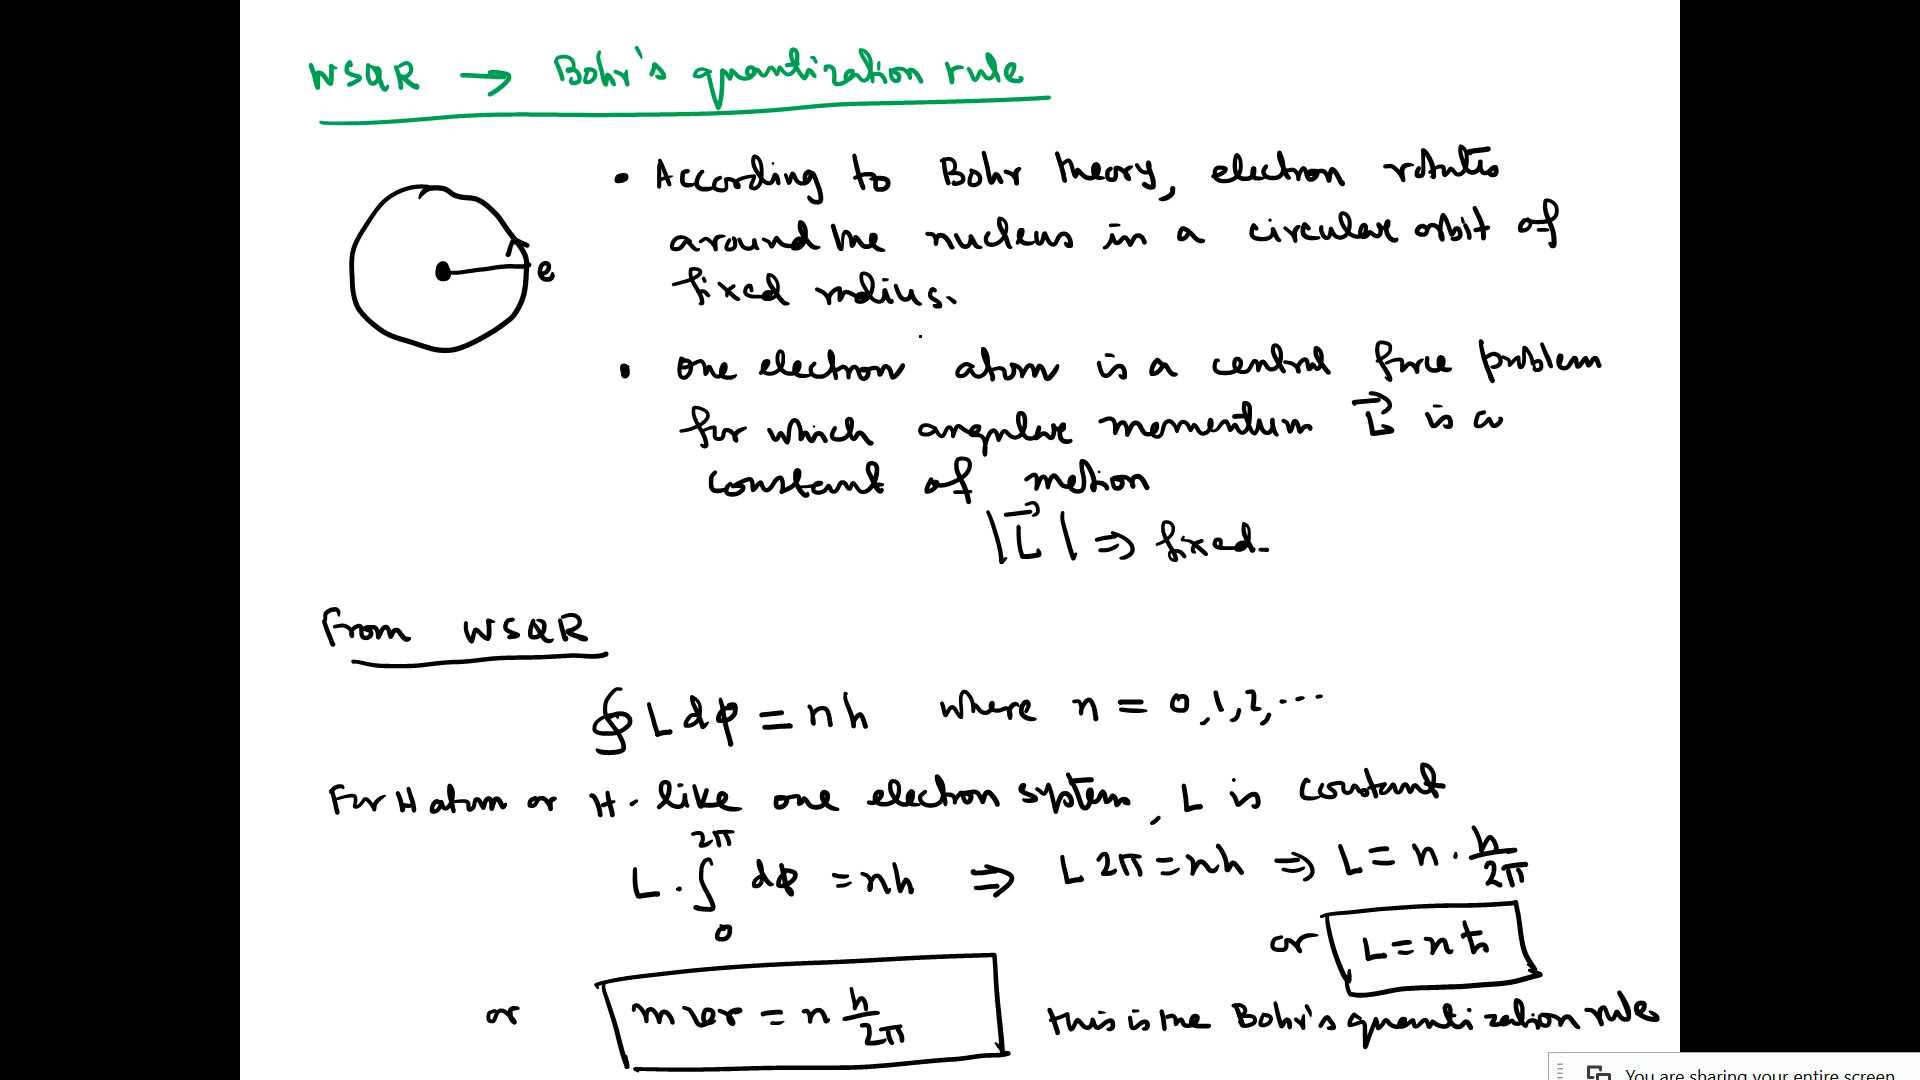 WSQR → Bohr's quantization rule
• According to Bohr theory, electron rotates
around the nucleus in a circular orbit of
fixed radius.
e
• One electron atom is a central force problem
for which angular momentum L⃗ is a
constant of motion
|L⃗| ⇒ fixed.
From WSQR
∮ L dφ = nh where n = 0,1,2,...
For H atom or H-like one electron system, L is constant
L . ∫₀^2π dφ = nh ⇒ L 2π = nh ⇒ L = n . h/2π
or L = nħ
or mvr = n h/2π this is the Bohr's quantization rule
You are sharing your entire screen